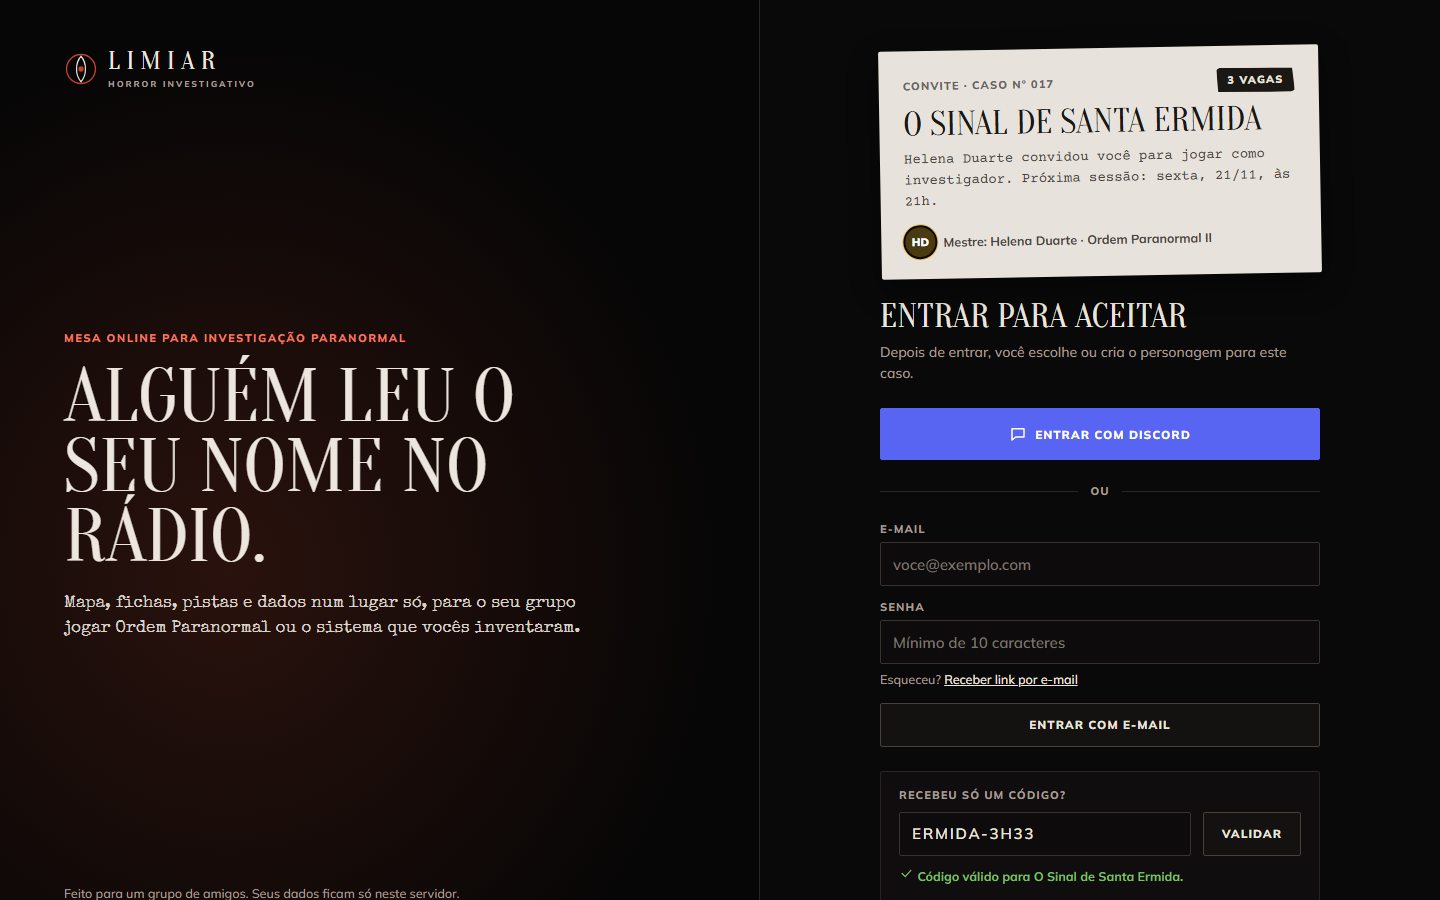 LIMIAR
HORROR INVESTIGATIVO
MESA ONLINE PARA INVESTIGAÇÃO PARANORMAL
ALGUÉM LEU O
SEU NOME NO
RÁDIO.
Mapa, fichas, pistas e dados num lugar só, para o seu grupo
jogar Ordem Paranormal ou o sistema que vocês inventaram.
Feito para um grupo de amigos. Seus dados ficam só neste servidor.
CONVITE · CASO Nº 017
3 VAGAS
O SINAL DE SANTA ERMIDA
Helena Duarte convidou você para jogar como
investigador. Próxima sessão: sexta, 21/11, às
21h.
HD
Mestre: Helena Duarte · Ordem Paranormal II
ENTRAR PARA ACEITAR
Depois de entrar, você escolhe ou cria o personagem para este
caso.
ENTRAR COM DISCORD
OU
E-MAIL
voce@exemplo.com
SENHA
Mínimo de 10 caracteres
Esqueceu? Receber link por e-mail
ENTRAR COM E-MAIL
RECEBEU SÓ UM CÓDIGO?
ERMIDA-3H33
VALIDAR
Código válido para O Sinal de Santa Ermida.